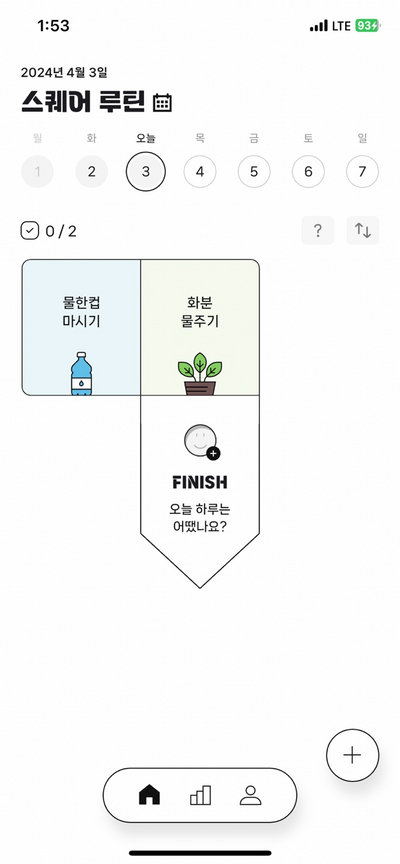 1:53
LTE 93
2024년 4월 3일
스퀘어 루틴
월 화 오늘 목 금 토 일
1 2 3 4 5 6 7
0 / 2
?
물한컵
마시기
화분
물주기
FINISH
오늘 하루는
어땠나요?